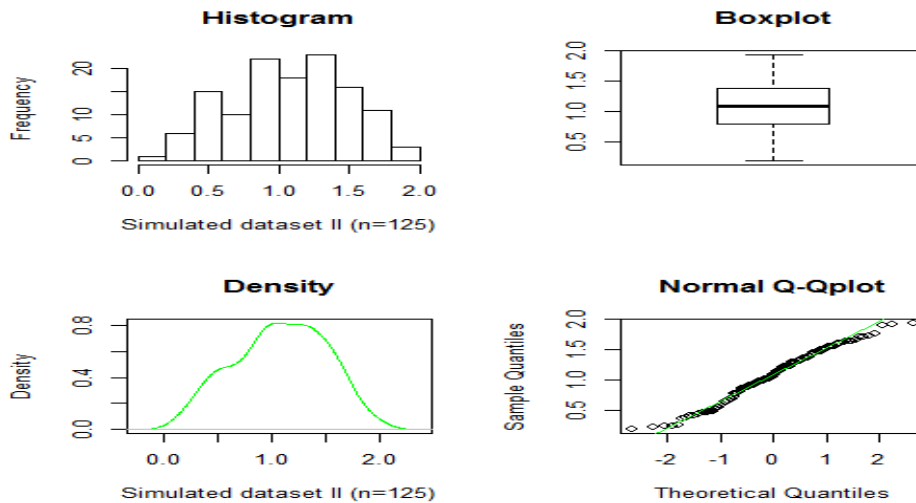 Histogram
Frequency
0 5 10 20
0.0 0.5 1.0 1.5 2.0
Simulated dataset II (n=125)
Boxplot
0.5 1.0 1.5 2.0
Density
Density
0.0 0.4 0.8
0.0 1.0 2.0
Simulated dataset II (n=125)
Normal Q-Qplot
Sample Quantiles
0.5 1.0 1.5 2.0
-2 -1 0 1 2
Theoretical Quantiles